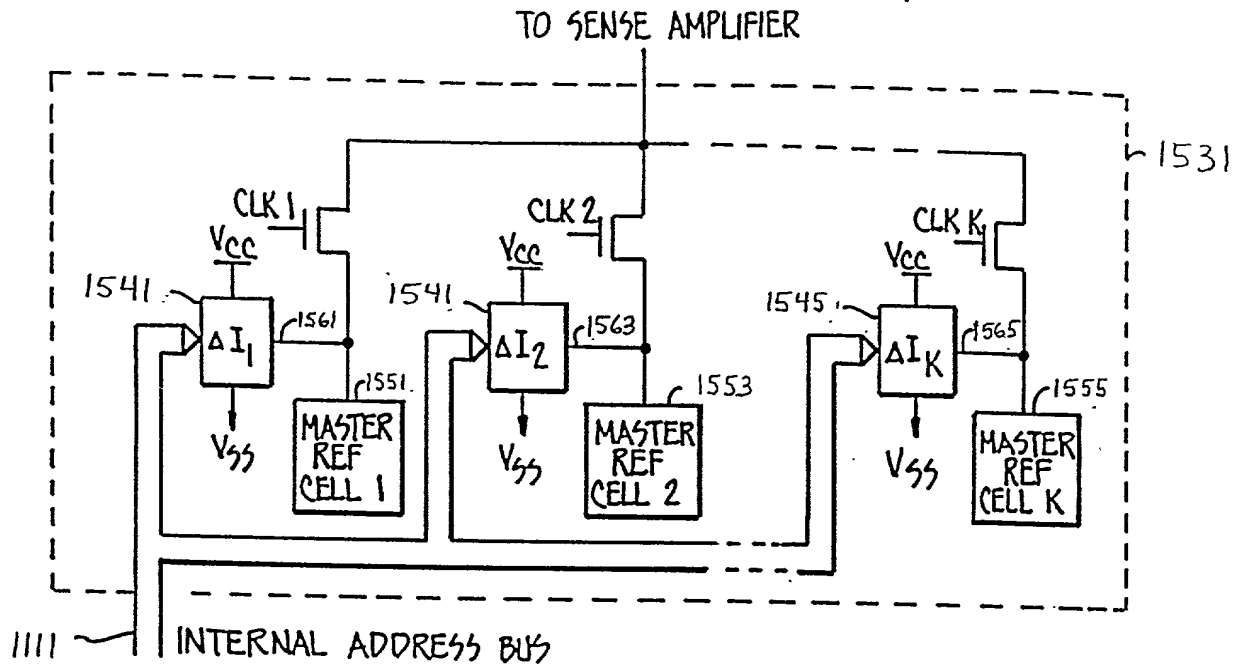 TO SENSE AMPLIFIER
1531
CLK 1
CLK 2
CLK K
VCC
VCC
VCC
1541
1541
1545
ΔI1
ΔI2
ΔIK
1561
1563
1565
1551
1553
1555
VSS
VSS
VSS
MASTER
REF
CELL 1
MASTER
REF
CELL 2
MASTER
REF
CELL K
1111
INTERNAL ADDRESS BUS